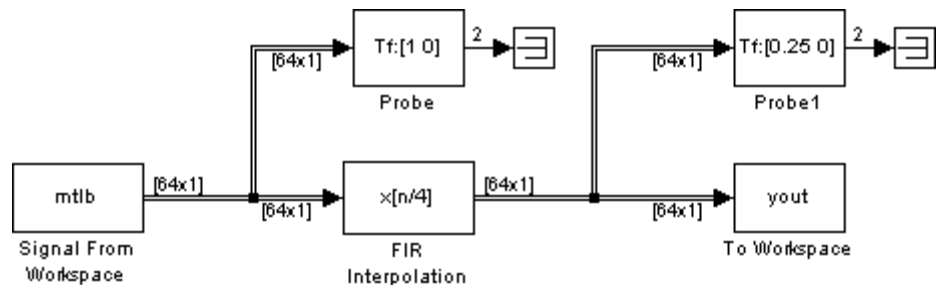 Tf:[1 0]
2
[64x1]
Probe
Tf:[0.25 0]
2
[64x1]
Probe1
mtlb
[64x1]
[64x1]
Signal From
Workspace
x[n/4]
[64x1]
FIR
Interpolation
[64x1]
yout
To Workspace